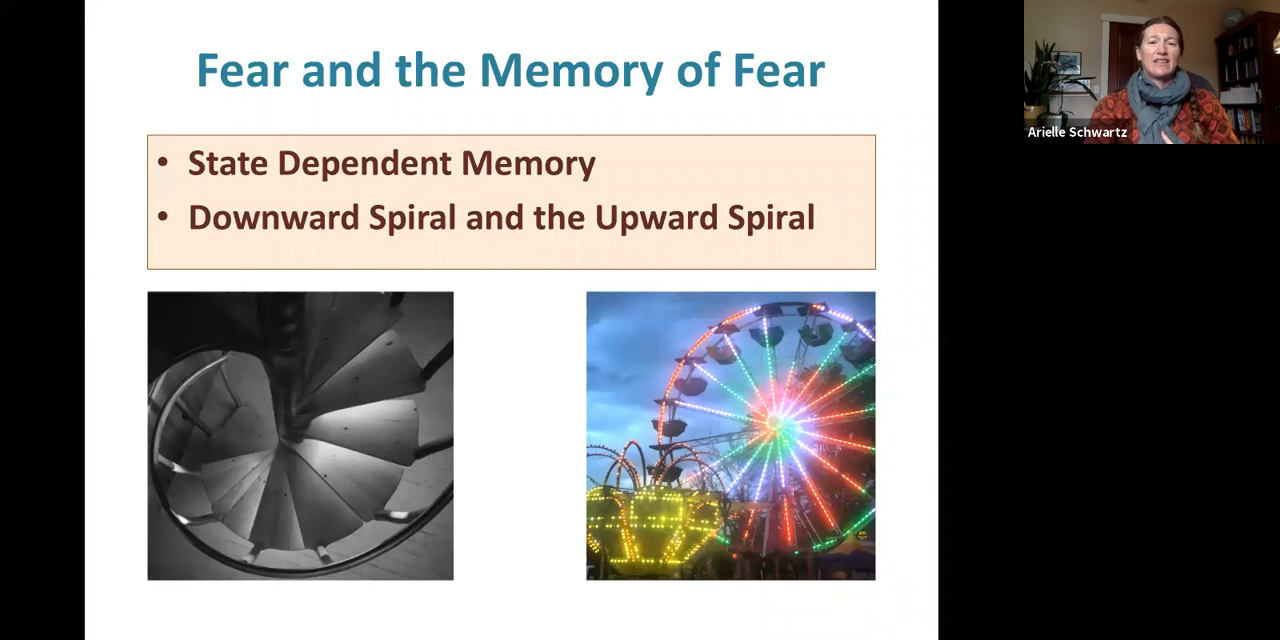 Fear and the Memory of Fear
• State Dependent Memory
• Downward Spiral and the Upward Spiral
Arielle Schwartz